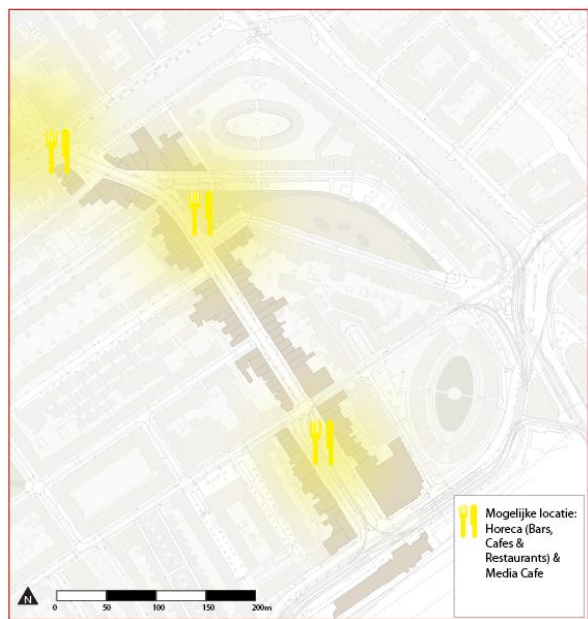 Mogelijke locatie:
Horeca (Bars,
Cafes &
Restaurants) &
Media Cafe
N
0 50 100 150 200m